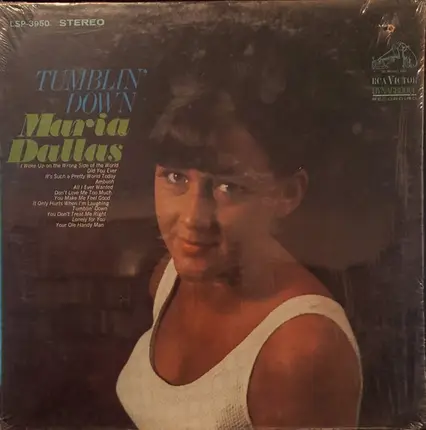 LSP-3950 STEREO
RCA VICTOR
DYNAGROOVE
TUMBLIN'
DOWN
Maria
Dallas
I Woke Up on the Wrong Side of the World
Did You Ever
It's Such a Pretty World Today
Ambush
All I Ever Wanted
Don't Love Me Too Much
You Make Me Feel Good
It Only Hurts When I'm Laughing
Tumblin' Down
You Don't Treat Me Right
Lonely for You
Your Ole Handy Man